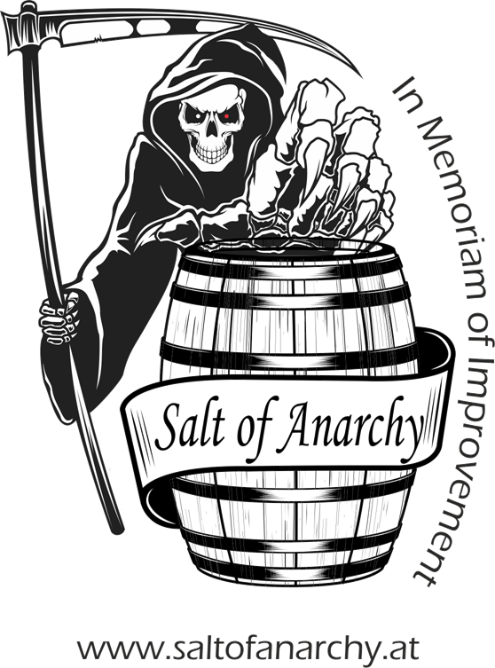 In Memoriam of Improvement
Salt of Anarchy
www.saltofanarchy.at